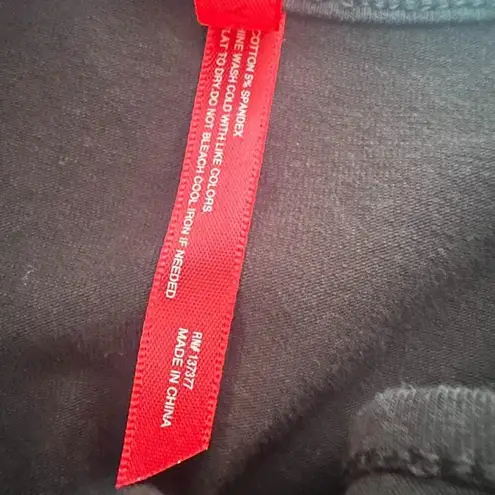 COTTON 5% SPANDEX
HINE WASH COLD WITH LIKE COLORS
LAT TO DRY.DO NOT BLEACH COOL IRON IF NEEDED
RN# 137377
MADE IN CHINA